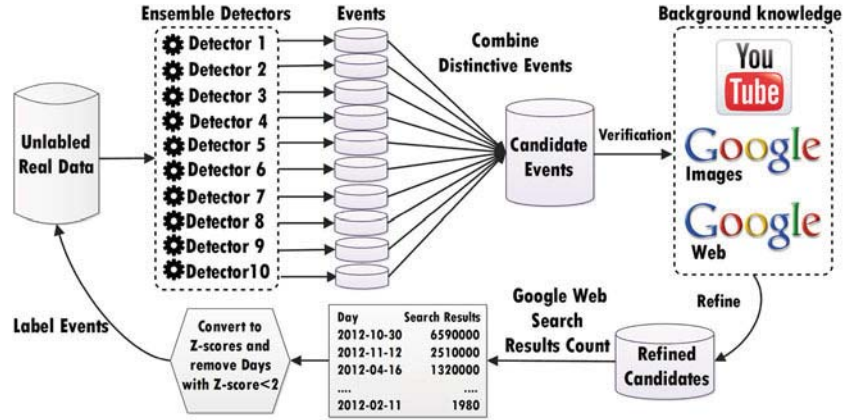 Ensemble Detectors
Events
Background knowledge
Detector 1
Detector 2
Detector 3
Detector 4
Detector 5
Detector 6
Detector 7
Detector 8
Detector 9
Detector10
Unlabled
Real Data
Combine
Distinctive Events
Candidate
Events
Verification
You
Tube
Google
Images
Google
Web
Refine
Refined
Candidates
Google Web
Search
Results Count
Day Search Results
2012-10-30 6590000
2012-11-12 2510000
2012-04-16 1320000
.... ....
2012-02-11 1980
Convert to
Z-scores and
remove Days
with Z-score<2
Label Events